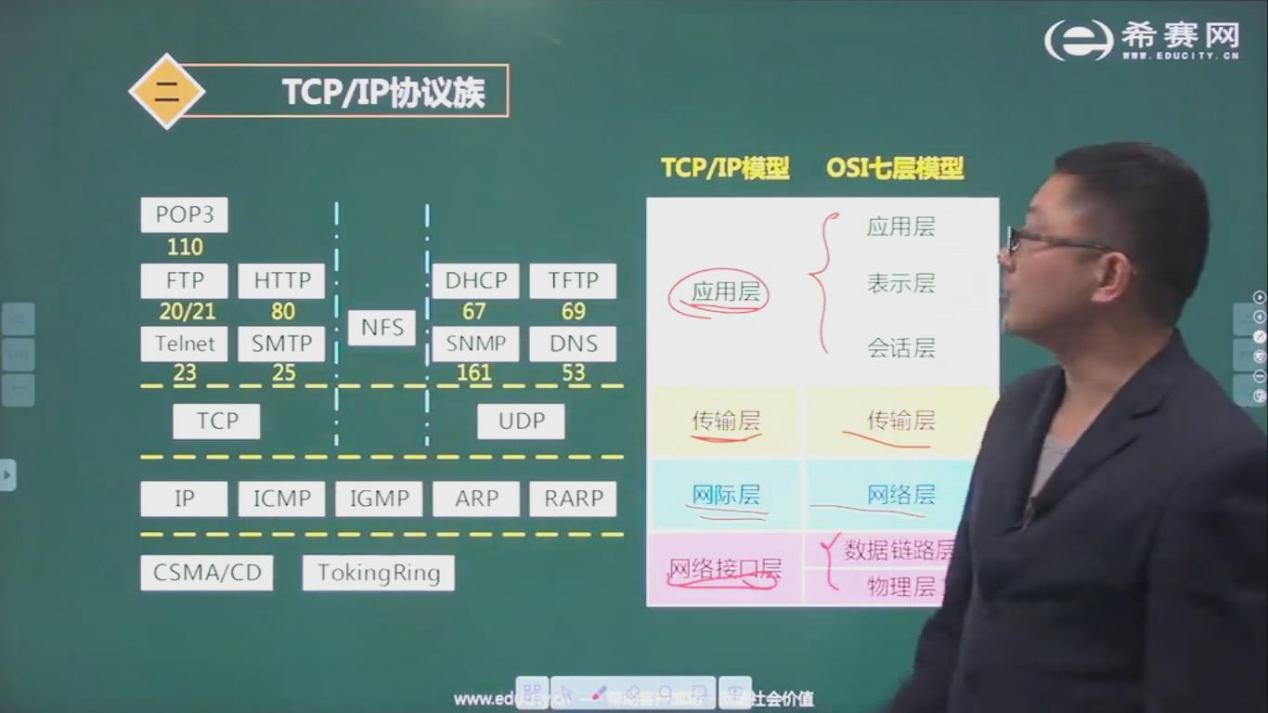 希赛网
WWW.EDUCITY.CN
二
TCP/IP协议族
TCP/IP模型
OSI七层模型
POP3
110
FTP
HTTP
DHCP
TFTP
20/21
80
67
69
NFS
Telnet
SMTP
SNMP
DNS
23
25
161
53
TCP
UDP
IP
ICMP
IGMP
ARP
RARP
CSMA/CD
TokingRing
应用层
应用层
表示层
会话层
传输层
传输层
网际层
网络层
网络接口层
数据链路层
物理层
社会价值